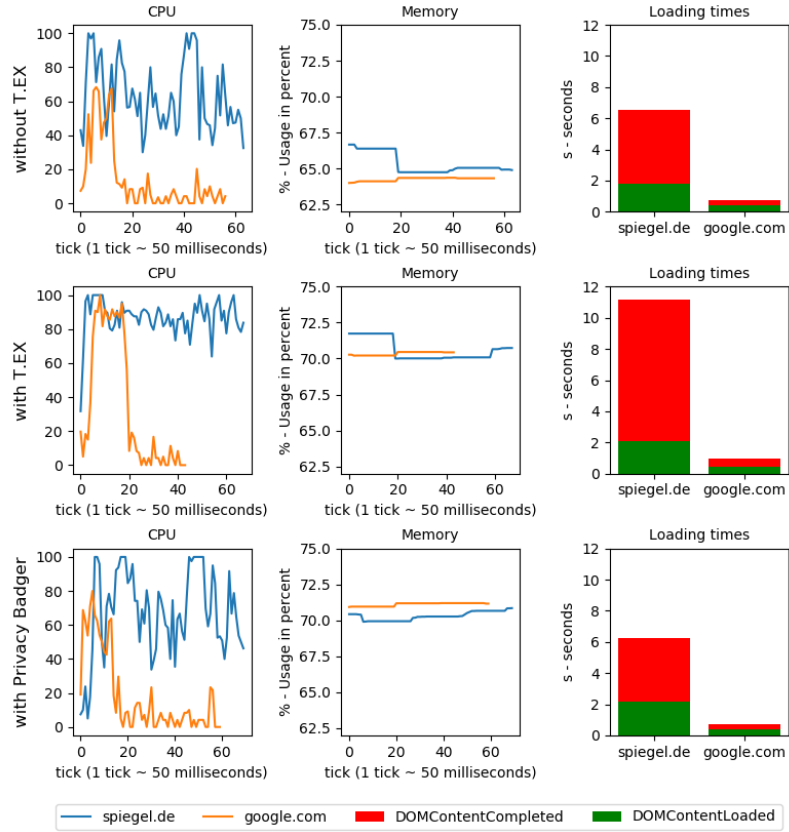 CPU Memory Loading times
without T.EX
100
80
60
40
20
0
0 20 40 60
tick (1 tick ~ 50 milliseconds)
% - Usage in percent
75.0
72.5
70.0
67.5
65.0
62.5
0 20 40 60
tick (1 tick ~ 50 milliseconds)
s - seconds
12
10
8
6
4
2
0
spiegel.de google.com
CPU Memory Loading times
with T.EX
100
80
60
40
20
0
0 20 40 60
tick (1 tick ~ 50 milliseconds)
% - Usage in percent
75.0
72.5
70.0
67.5
65.0
62.5
0 20 40 60
tick (1 tick ~ 50 milliseconds)
s - seconds
12
10
8
6
4
2
0
spiegel.de google.com
CPU Memory Loading times
with Privacy Badger
100
80
60
40
20
0
0 20 40 60
tick (1 tick ~ 50 milliseconds)
% - Usage in percent
75.0
72.5
70.0
67.5
65.0
62.5
0 20 40 60
tick (1 tick ~ 50 milliseconds)
s - seconds
12
10
8
6
4
2
0
spiegel.de google.com
spiegel.de google.com DOMContentCompleted DOMContentLoaded